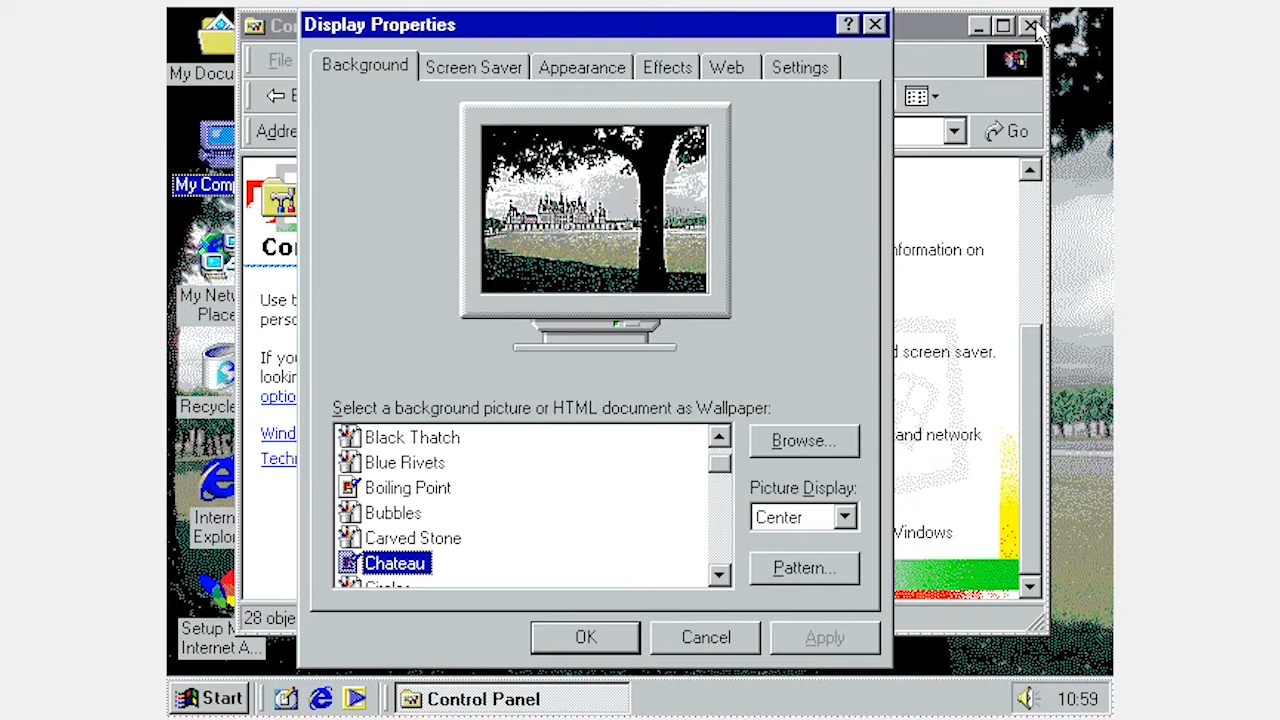 Display Properties
Background
Screen Saver
Appearance
Effects
Web
Settings
Select a background picture or HTML document as Wallpaper:
Black Thatch
Blue Rivets
Boiling Point
Bubbles
Carved Stone
Chateau
Browse...
Picture Display:
Center
Pattern...
OK
Cancel
Apply
My Docu
My Comp
My Netw
Place
Recycle
Intern
Explor
Setup M
Internet A...
Co
File
Addre
Go
Co
Use t
perso
If you
lookin
optio
Wind
Techn
28 obje
nformation on
d screen saver.
and network
Windows
Start
Control Panel
10:59